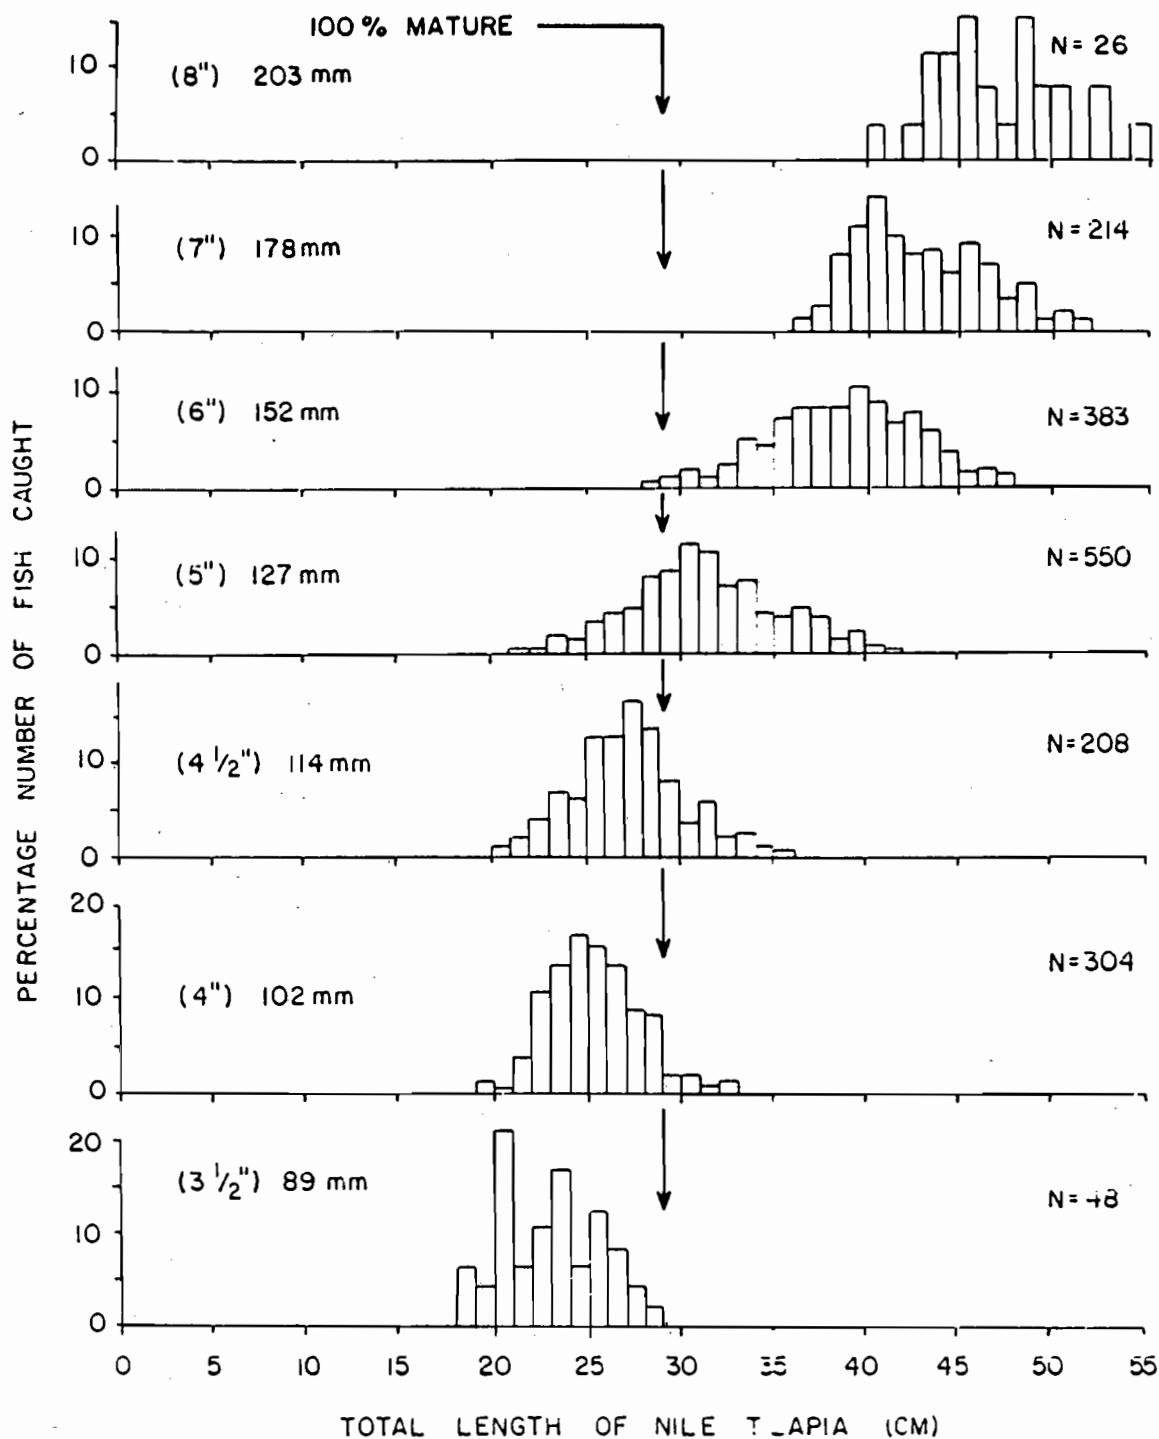 100% MATURE
(8") 203 mm
N = 26
10
0
(7") 178mm
N = 214
10
0
(6") 152 mm
N = 383
10
0
(5") 127 mm
N = 550
10
0
(4 1/2") 114 mm
N = 208
10
0
(4") 102 mm
N = 304
20
10
0
(3 1/2") 89 mm
20
10
0
0 5 10 15 20 25 30 35 40 45 50 55
PERCENTAGE NUMBER OF FISH CAUGHT
TOTAL LENGTH OF NILE (CM)